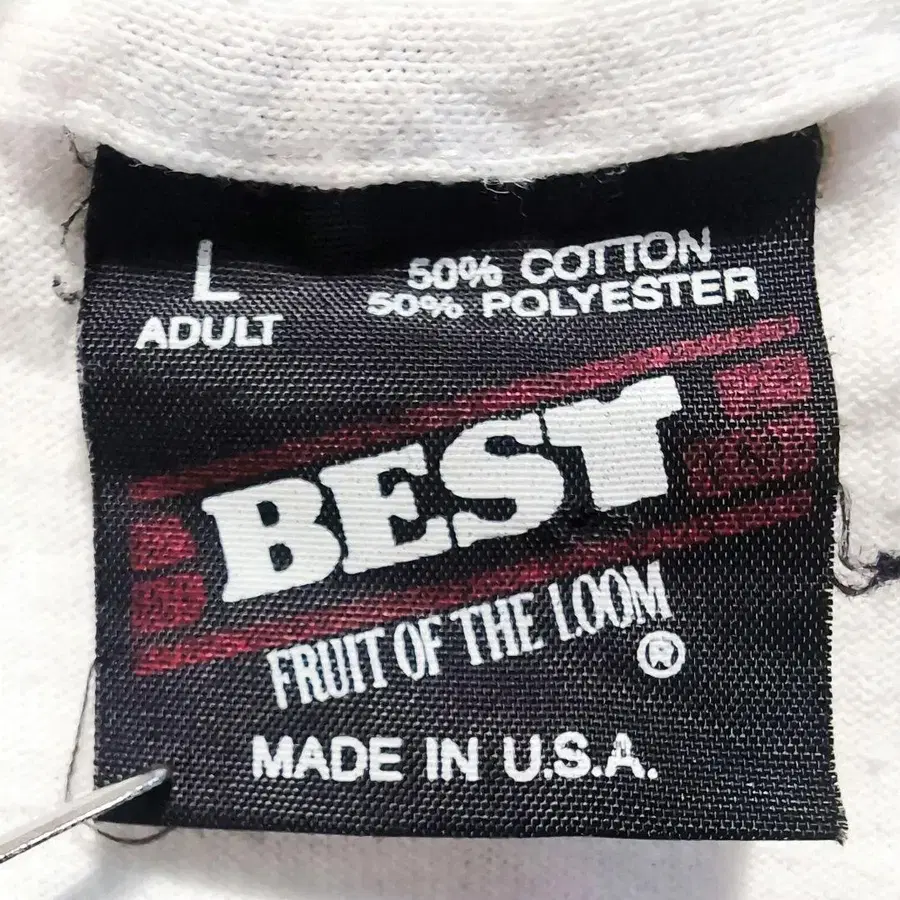 L
ADULT
50% COTTON
50% POLYESTER
BEST
FRUIT OF THE LOOM
®
MADE IN U.S.A.